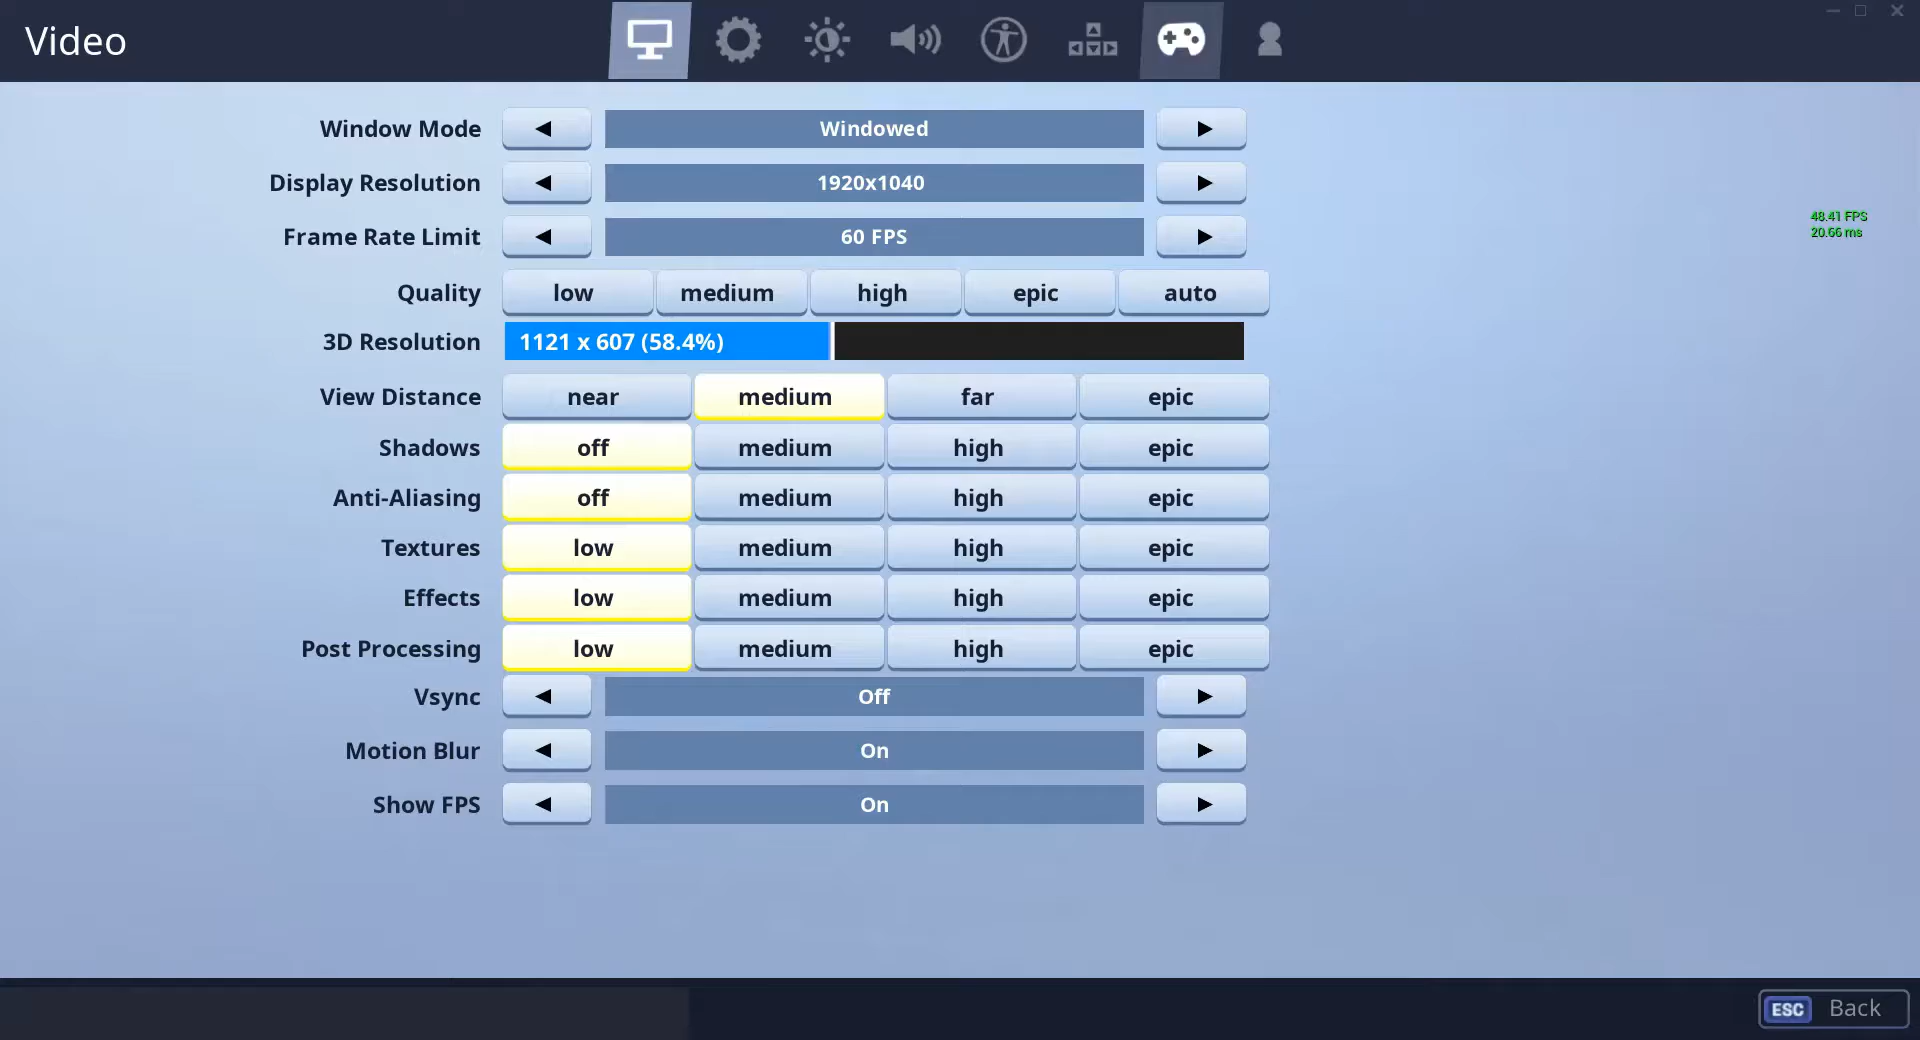 Video
Window Mode Windowed
Display Resolution 1920x1040
Frame Rate Limit 60 FPS
48.41 FPS
20.66 ms
Quality low medium high epic auto
3D Resolution 1121 x 607 (58.4%)
View Distance near medium far epic
Shadows off medium high epic
Anti-Aliasing off medium high epic
Textures low medium high epic
Effects low medium high epic
Post Processing low medium high epic
Vsync Off
Motion Blur On
Show FPS On
ESC Back